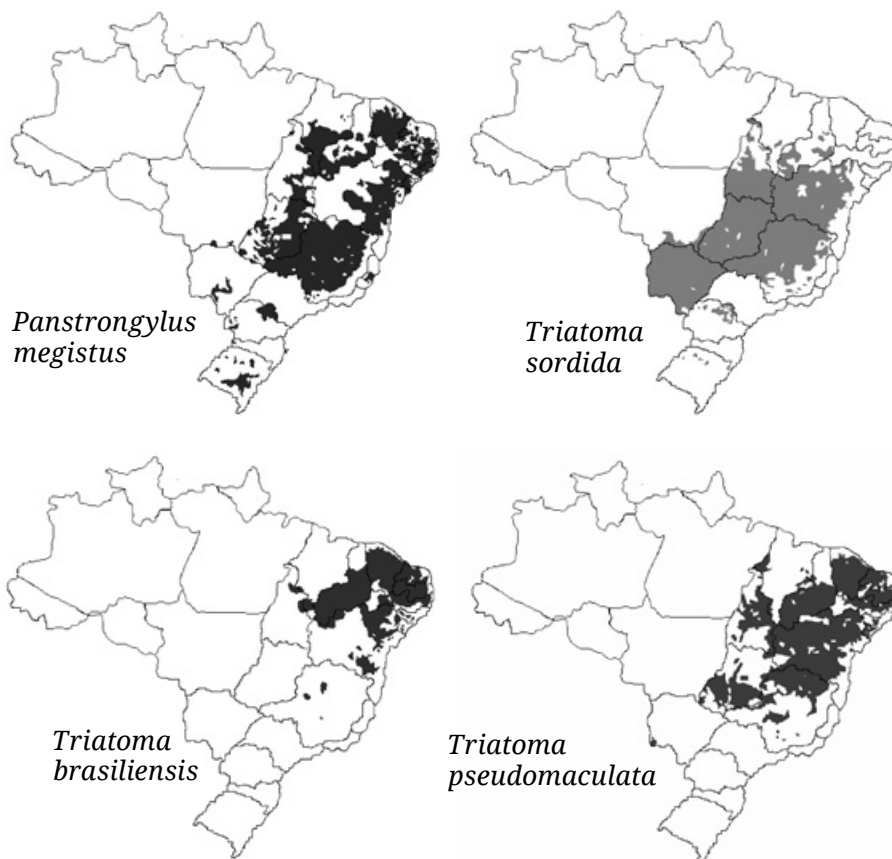 Panstrongylus
megistus
Triatoma
sordida
Triatoma
brasiliensis
Triatoma
pseudomaculata